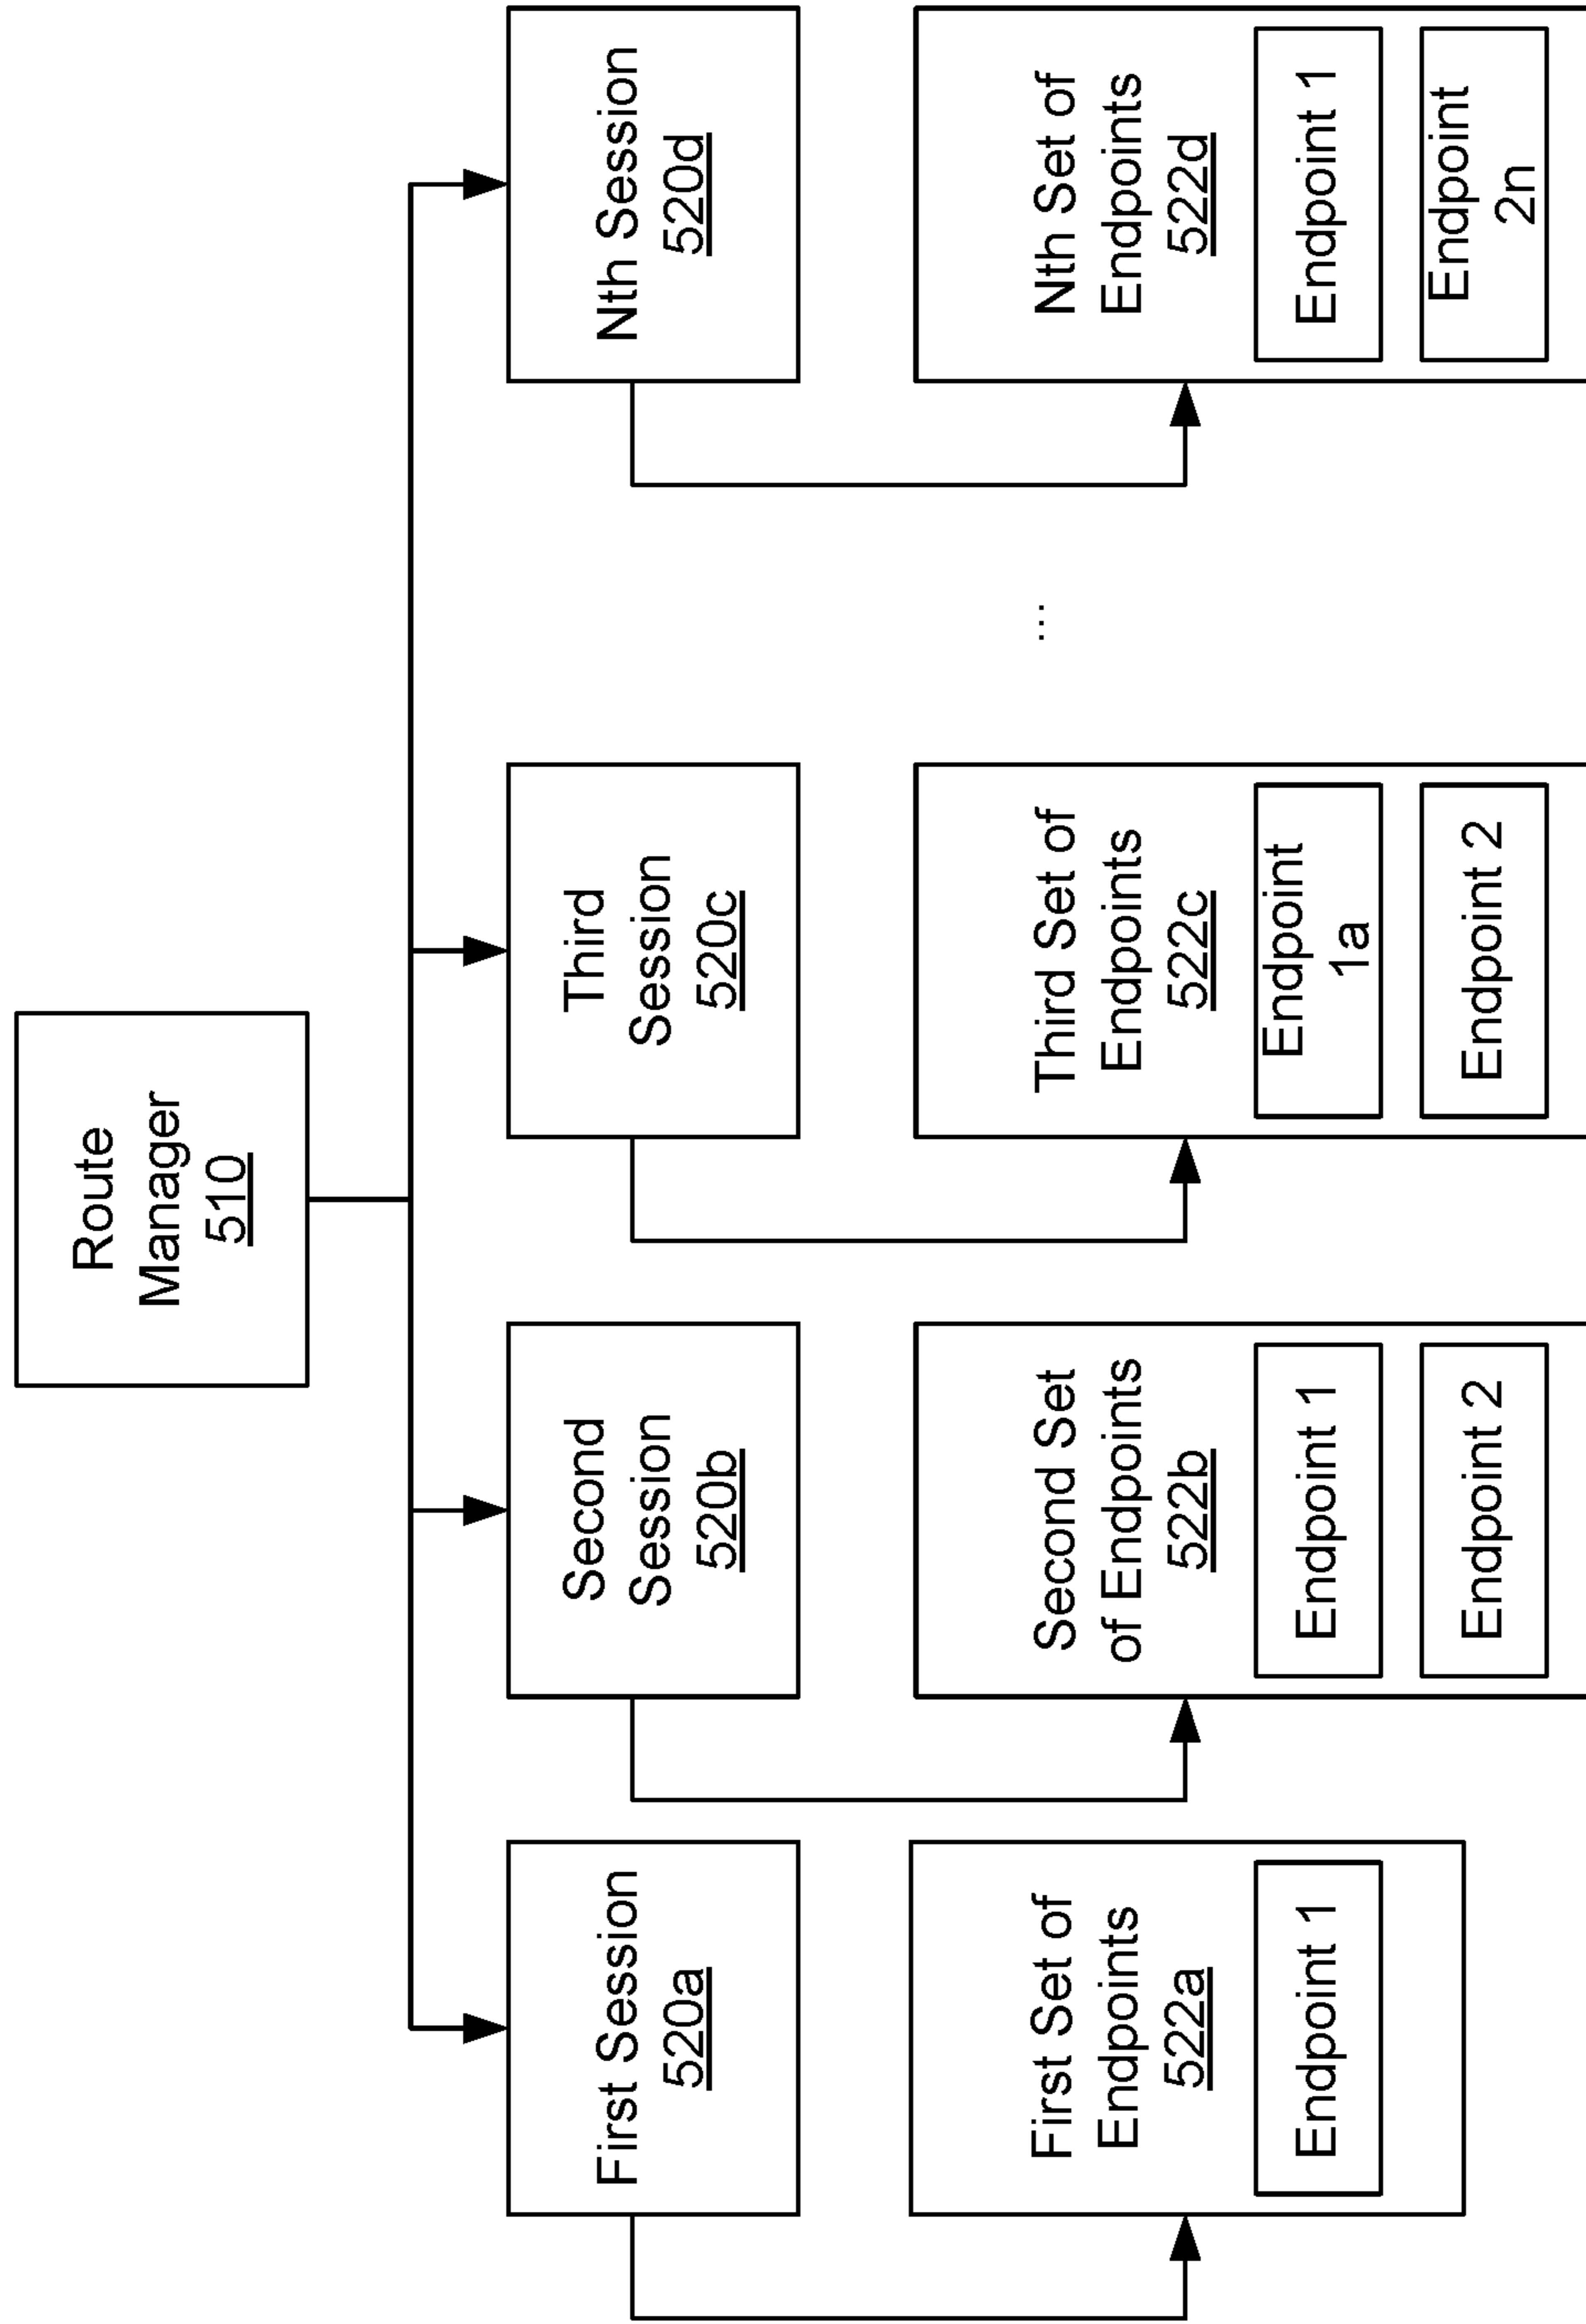 Route
Manager
510
First Session
520a
Second
Session
520b
Third
Session
520c
Nth Session
520d
First Set of
Endpoints
522a
Endpoint 1
Second Set
of Endpoints
522b
Endpoint 1
Endpoint 2
Third Set of
Endpoints
522c
Endpoint
1a
Endpoint 2
...
Nth Set of
Endpoints
522d
Endpoint 1
Endpoint
2n